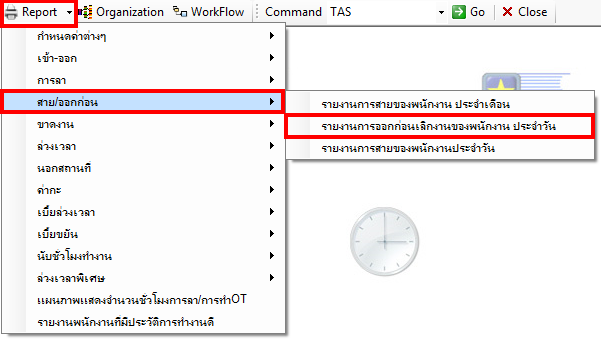 Report Organization WorkFlow Command TAS Go Close
กำหนดค่าต่างๆ
เข้า-ออก
การลา
สาย/ออกก่อน
ขาดงาน
ล่วงเวลา
นอกสถานที่
ค่ากะ
เบี้ยล่วงเวลา
เบี้ยขยัน
นับชั่วโมงทำงาน
ล่วงเวลาพิเศษ
แผนภาพแสดงจำนวนชั่วโมงการลา/การทำOT
รายงานพนักงานที่มีประวัติการทำงานดี
รายงานการสายของพนักงาน ประจำเดือน
รายงานการออกก่อนเลิกงานของพนักงาน ประจำวัน
รายงานการสายของพนักงานประจำวัน